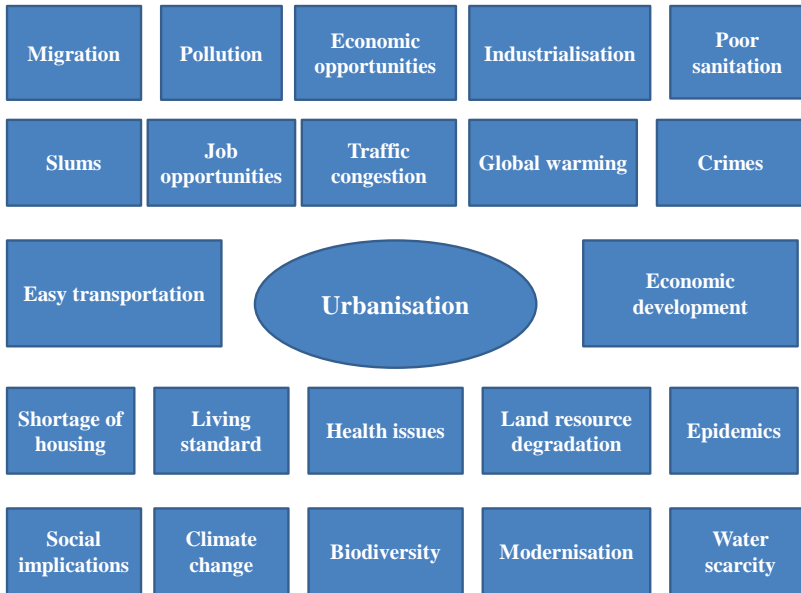 Migration
Pollution
Economic
opportunities
Industrialisation
Poor
sanitation
Slums
Job
opportunities
Traffic
congestion
Global warming
Crimes
Easy transportation
Urbanisation
Economic
development
Shortage of
housing
Living
standard
Health issues
Land resource
degradation
Epidemics
Social
implications
Climate
change
Biodiversity
Modernisation
Water
scarcity